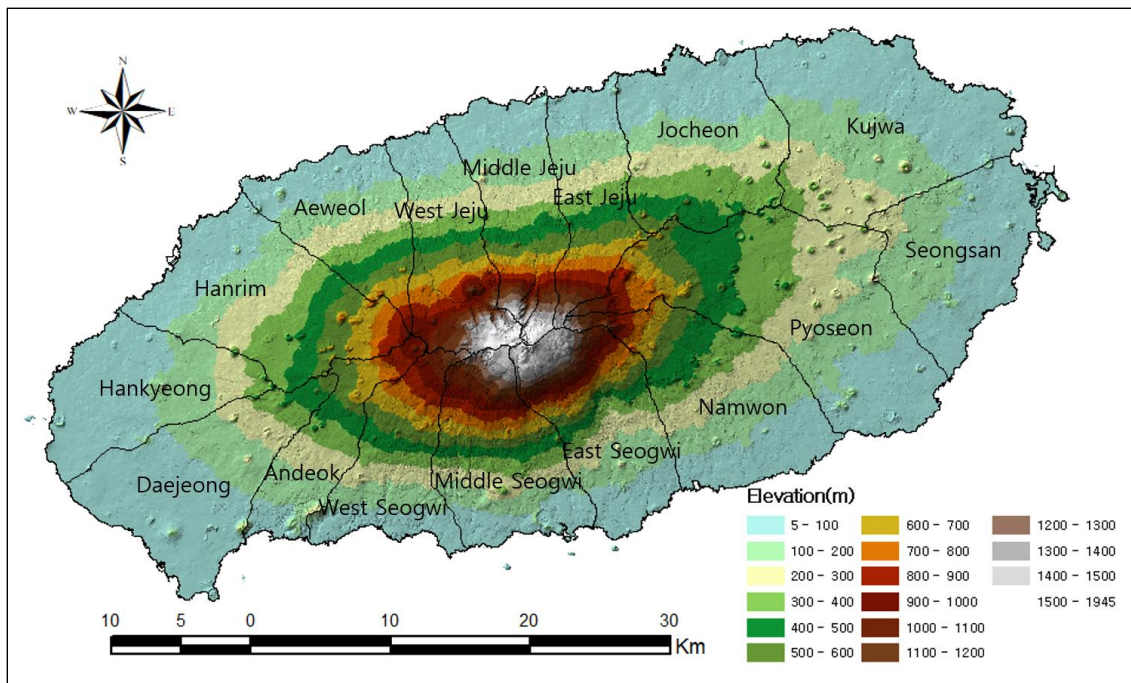 N
W E
S
Jocheon
Kujwa
Middle Jeju
East Jeju
Aeweol
West Jeju
Seongsan
Hanrim
Pyoseon
Hankyeong
Namwon
East Seogwi
Andeok
Middle Seogwi
Daejeong
West Seogwi
Elevation(m)
5 - 100
100 - 200
200 - 300
300 - 400
400 - 500
500 - 600
600 - 700
700 - 800
800 - 900
900 - 1000
1000 - 1100
1100 - 1200
1200 - 1300
1300 - 1400
1400 - 1500
1500 - 1945
10 5 0 10 20 30
Km